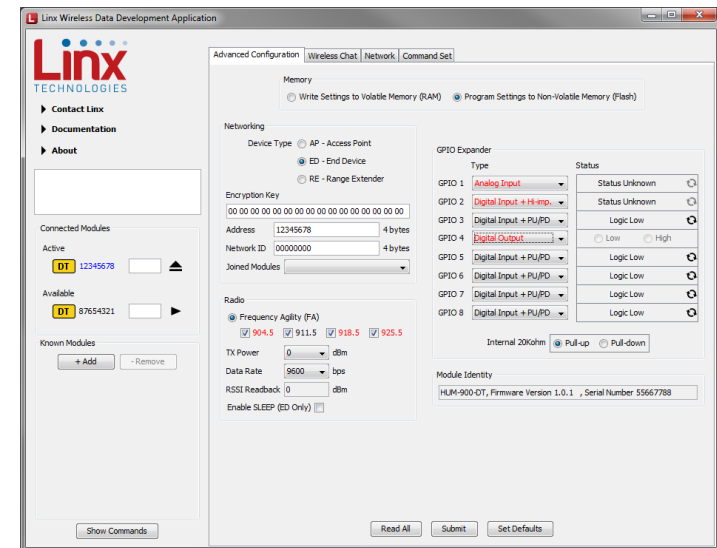 Linx Wireless Data Development Application
Linx
TECHNOLOGIES
Contact Linx
Documentation
About
Connected Modules
Active
DT 12345678
Available
DT 87654321
Known Modules
+ Add - Remove
Show Commands
Advanced Configuration Wireless Chat Network Command Set
Memory
Write Settings to Volatile Memory (RAM) Program Settings to Non-Volatile Memory (Flash)
Networking
Device Type AP - Access Point
ED - End Device
RE - Range Extender
Encryption Key
00 00 00 00 00 00 00 00 00 00 00 00 00 00 00 00
Address 12345678 4 bytes
Network ID 00000000 4 bytes
Joined Modules
Radio
Frequency Agility (FA)
904.5 911.5 918.5 925.5
TX Power 0 dBm
Data Rate 9600 bps
RSSI Readback 0 dBm
Enable SLEEP (ED Only)
GPIO Expander
Type Status
GPIO 1 Analog Input Status Unknown
GPIO 2 Digital Input + Hi-imp. Status Unknown
GPIO 3 Digital Input + PU/PD Logic Low
GPIO 4 Digital Output Low High
GPIO 5 Digital Input + PU/PD Logic Low
GPIO 6 Digital Input + PU/PD Logic Low
GPIO 7 Digital Input + PU/PD Logic Low
GPIO 8 Digital Input + PU/PD Logic Low
Internal 20Kohm Pull-up Pull-down
Module Identity
HUM-900-DT, Firmware Version 1.0.1 , Serial Number 55667788
Read All Submit Set Defaults